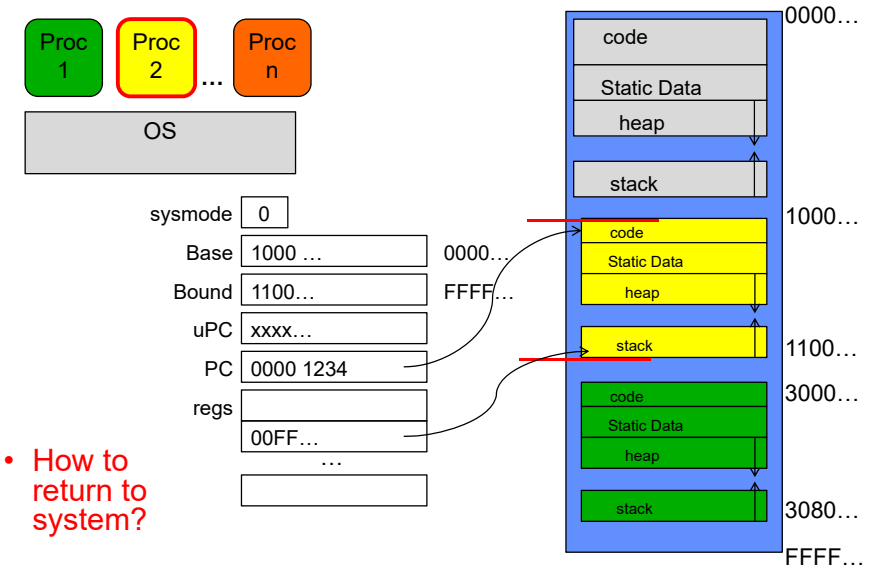 Proc
1
Proc
2
...
Proc
n
OS
sysmode
0
Base
1000 …
0000…
Bound
1100…
FFFF…
uPC
xxxx…
PC
0000 1234
regs
00FF…
…
• How to
return to
system?
0000…
code
Static Data
heap
stack
1000…
code
Static Data
heap
stack
1100…
3000…
code
Static Data
heap
stack
3080…
FFFF…